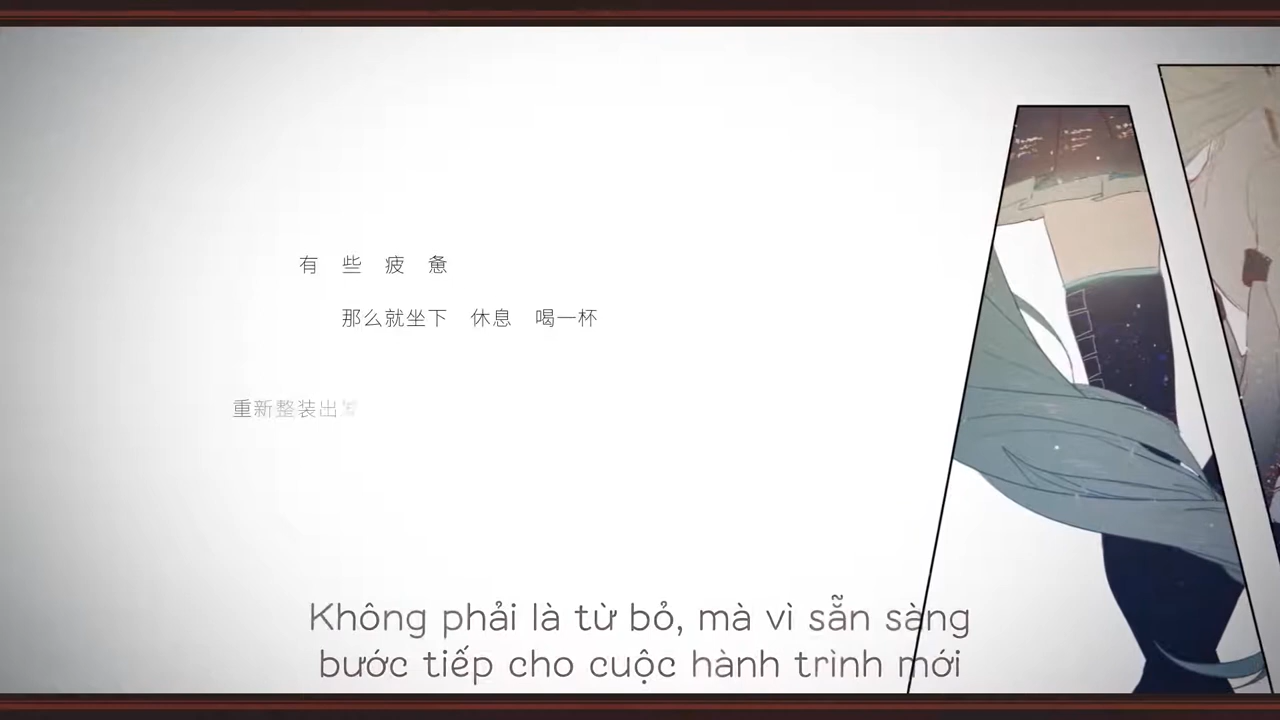 有 些 疲 惫
那么就坐下 休息 喝一杯
重新整装出
Không phải là từ bỏ, mà vì sẵn sàng
bước tiếp cho cuộc hành trình mới